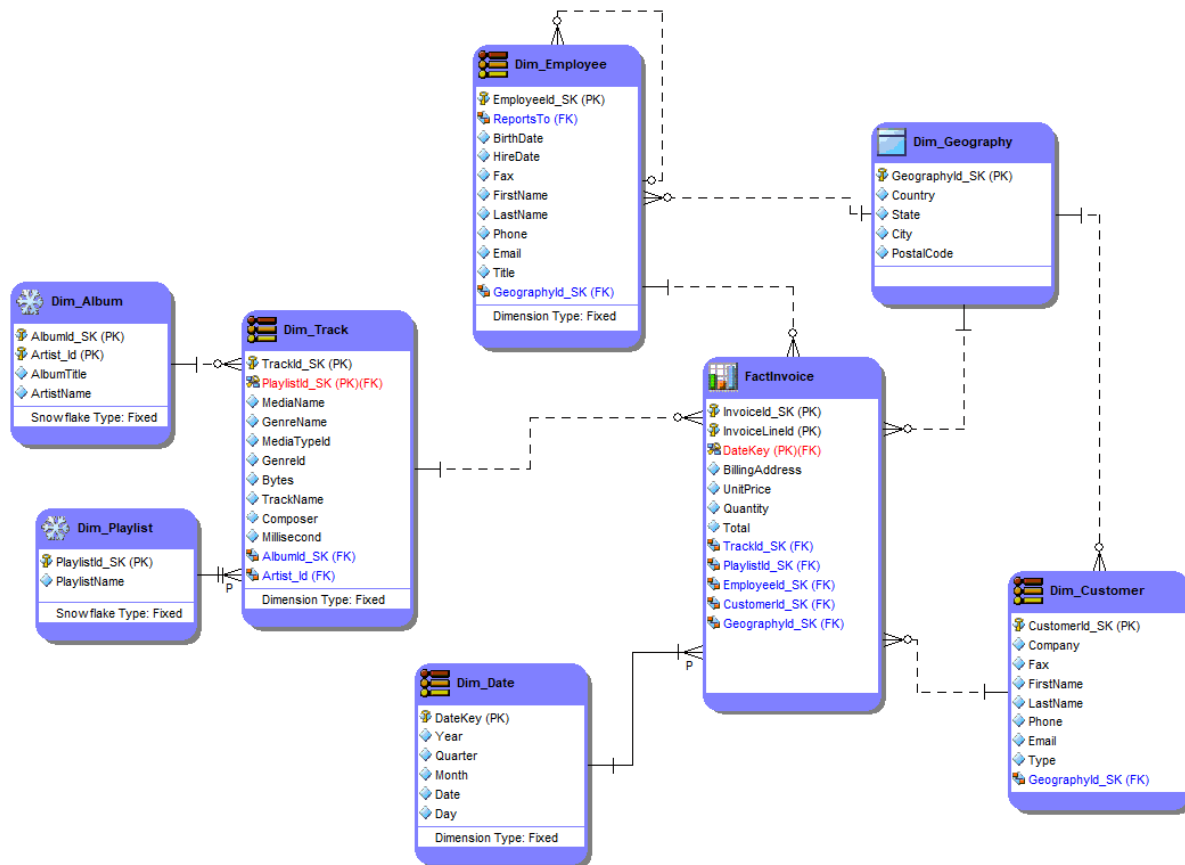 Dim_Employee
EmployeeId_SK (PK)
ReportsTo (FK)
BirthDate
HireDate
Fax
FirstName
LastName
Phone
Email
Title
GeographyId_SK (FK)
Dimension Type: Fixed
Dim_Geography
GeographyId_SK (PK)
Country
State
City
PostalCode
Dim_Album
AlbumId_SK (PK)
Artist_Id (PK)
AlbumTitle
ArtistName
Snowflake Type: Fixed
Dim_Track
TrackId_SK (PK)
PlaylistId_SK (PK)(FK)
MediaName
GenreName
MediaTypeId
GenreId
Bytes
TrackName
Composer
Millisecond
AlbumId_SK (FK)
Artist_Id (FK)
Dimension Type: Fixed
Dim_Playlist
PlaylistId_SK (PK)
PlaylistName
Snowflake Type: Fixed
P
FactInvoice
InvoiceId_SK (PK)
InvoiceLineId (PK)
DateKey (PK)(FK)
BillingAddress
UnitPrice
Quantity
Total
TrackId_SK (FK)
PlaylistId_SK (FK)
EmployeeId_SK (FK)
CustomerId_SK (FK)
GeographyId_SK (FK)
P
Dim_Date
DateKey (PK)
Year
Quarter
Month
Date
Day
Dimension Type: Fixed
Dim_Customer
CustomerId_SK (PK)
Company
Fax
FirstName
LastName
Phone
Email
Type
GeographyId_SK (FK)